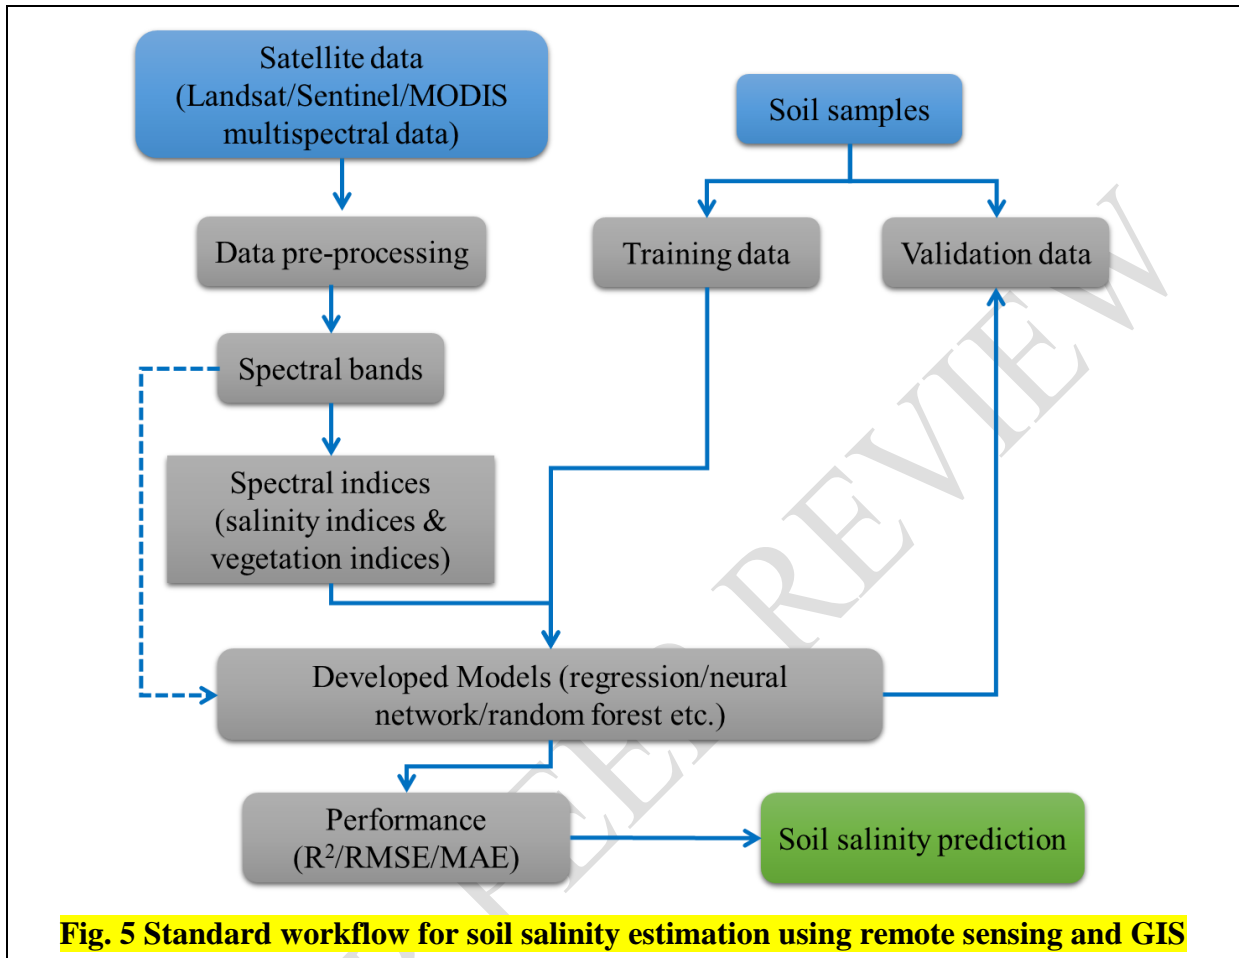 Satellite data
(Landsat/Sentinel/MODIS
multispectral data)
Soil samples
Data pre-processing
Training data
Validation data
Spectral bands
Spectral indices
(salinity indices &
vegetation indices)
Developed Models (regression/neural
network/random forest etc.)
Performance
(R²/RMSE/MAE)
Soil salinity prediction
Fig. 5 Standard workflow for soil salinity estimation using remote sensing and GIS
EER REVIEW